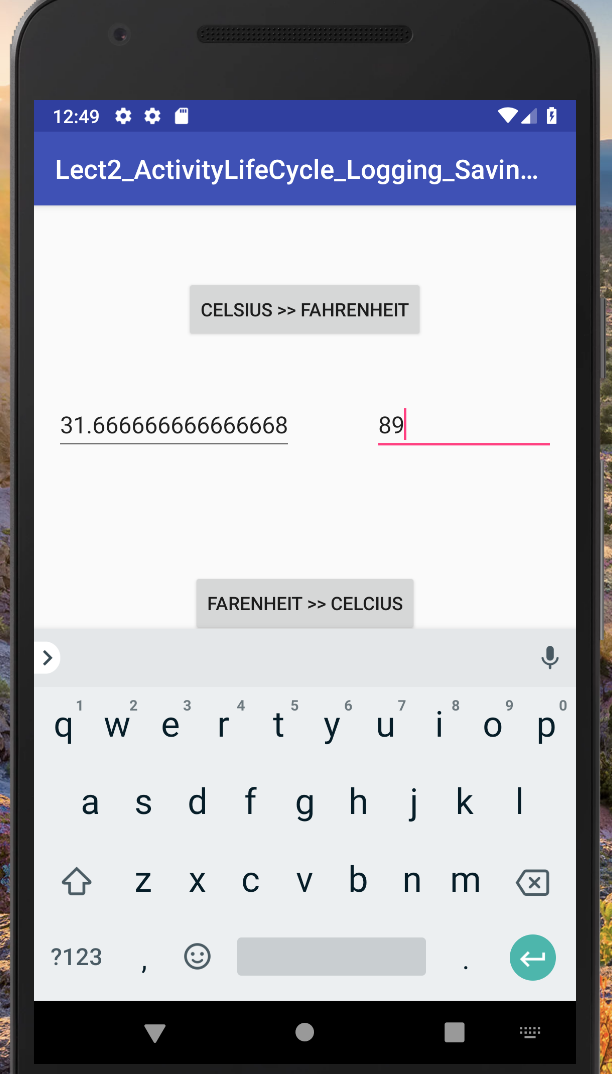 12:49
Lect2_ActivityLifeCycle_Logging_Savin...
CELSIUS >> FAHRENHEIT
31.666666666666668 89
FARENHEIT >> CELCIUS
1 2 3 4 5 6 7 8 9 0
q w e r t y u i o p
a s d f g h j k l
z x c v b n m
?123 , .